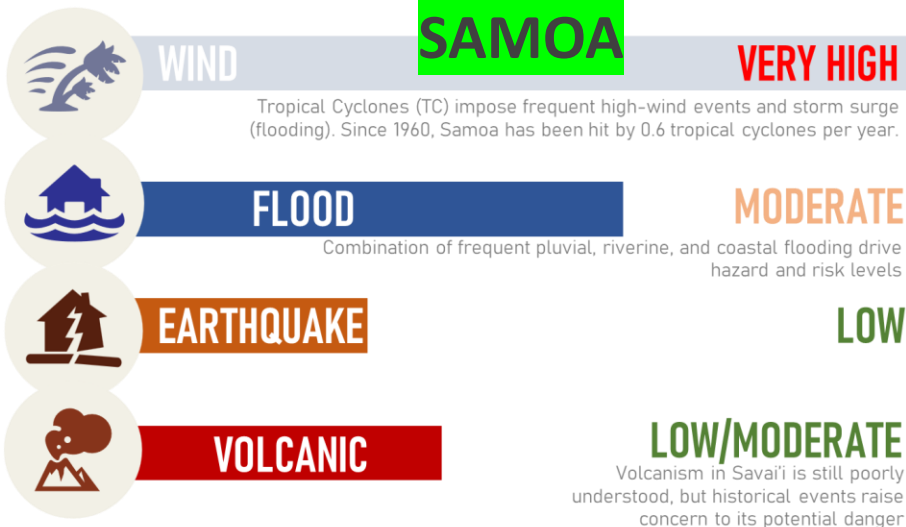 SAMOA
WIND
VERY HIGH
Tropical Cyclones (TC) impose frequent high-wind events and storm surge
(flooding). Since 1960, Samoa has been hit by 0.6 tropical cyclones per year.
FLOOD
MODERATE
Combination of frequent pluvial, riverine, and coastal flooding drive
hazard and risk levels
EARTHQUAKE
LOW
VOLCANIC
LOW/MODERATE
Volcanism in Savai'i is still poorly
understood, but historical events raise
concern to its potential danger